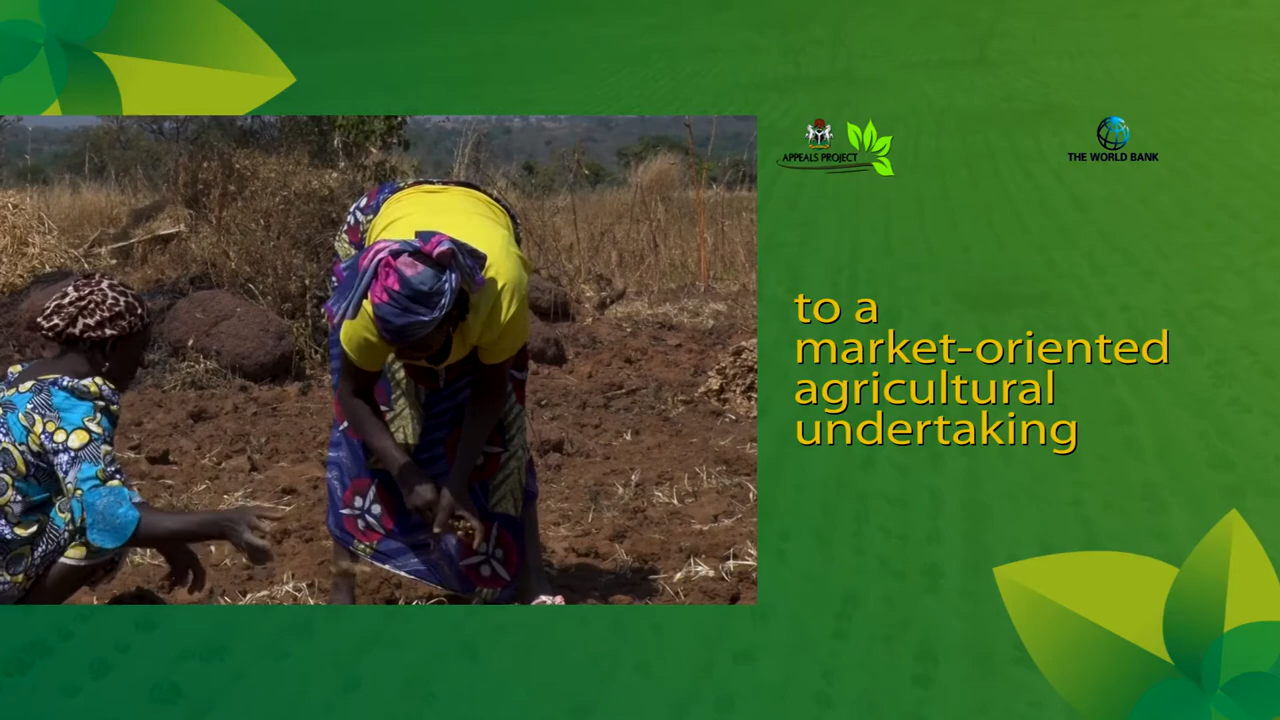 APPEALS PROJECT
THE WORLD BANK
to a
market-oriented
agricultural
undertaking